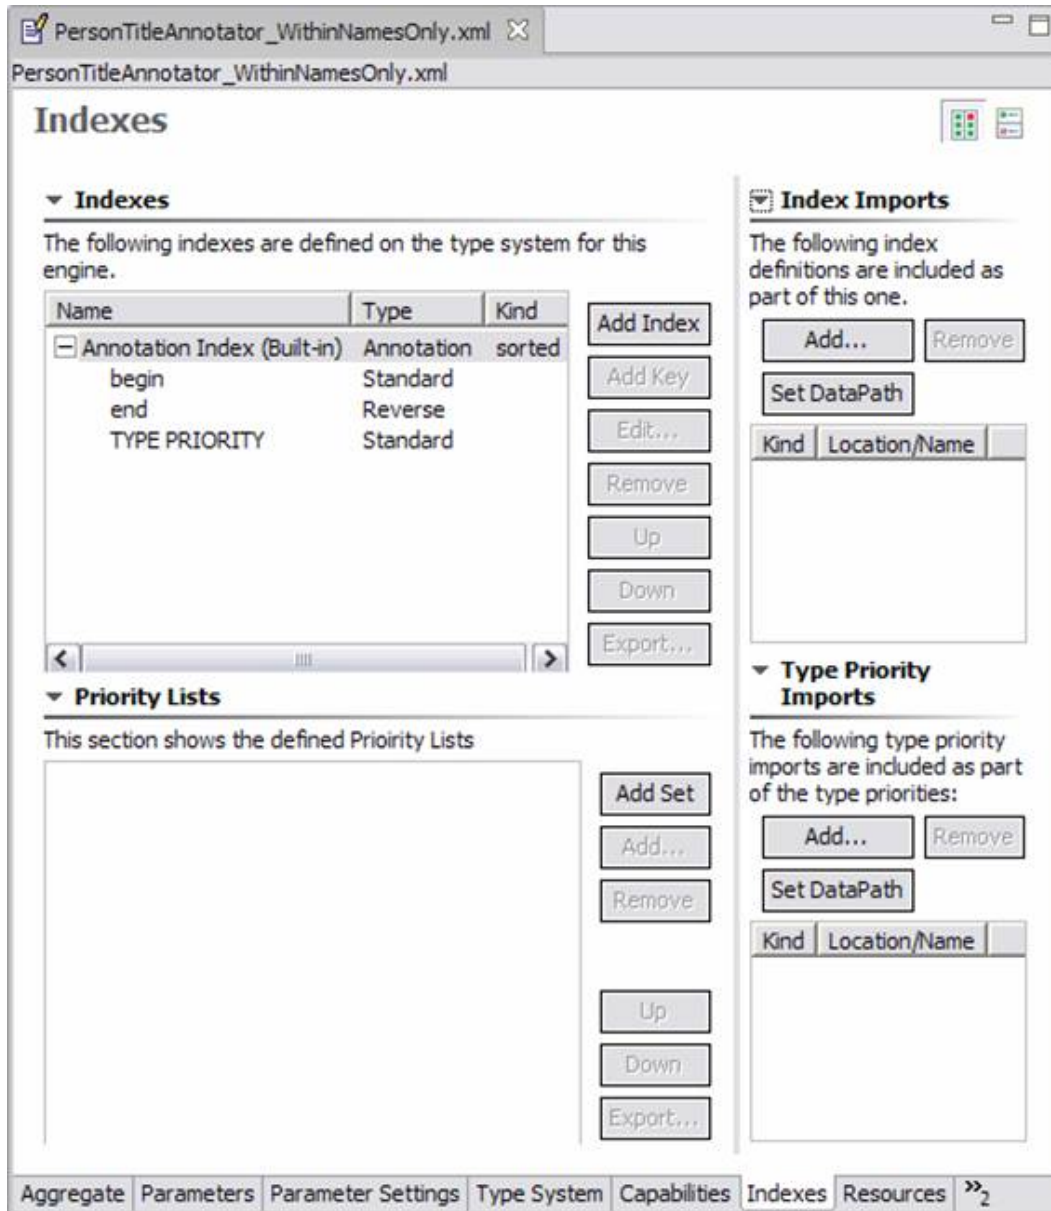 PersonTitleAnnotator_WithinNamesOnly.xml
PersonTitleAnnotator_WithinNamesOnly.xml
Indexes
Indexes
The following indexes are defined on the type system for this
engine.
Name Type Kind
Annotation Index (Built-in) Annotation sorted
begin Standard
end Reverse
TYPE PRIORITY Standard
Add Index
Add Key
Edit...
Remove
Up
Down
Export...
Priority Lists
This section shows the defined Prioirity Lists
Add Set
Add...
Remove
Up
Down
Export...
Index Imports
The following index
definitions are included as
part of this one.
Add... Remove
Set DataPath
Kind Location/Name
Type Priority
Imports
The following type priority
imports are included as part
of the type priorities:
Add... Remove
Set DataPath
Kind Location/Name
Aggregate Parameters Parameter Settings Type System Capabilities Indexes Resources »2